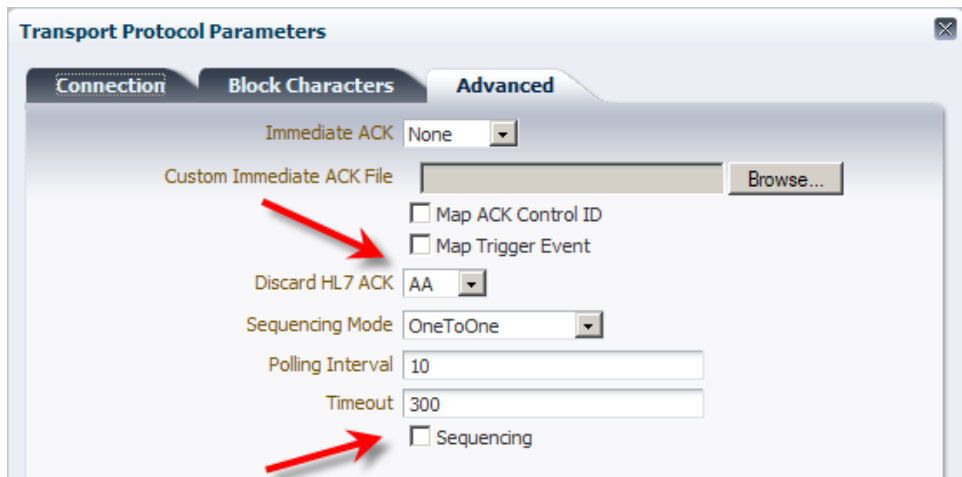 Transport Protocol Parameters
Connection Block Characters Advanced
Immediate ACK None
Custom Immediate ACK File Browse...
Map ACK Control ID
Map Trigger Event
Discard HL7 ACK AA
Sequencing Mode OneToOne
Polling Interval 10
Timeout 300
Sequencing